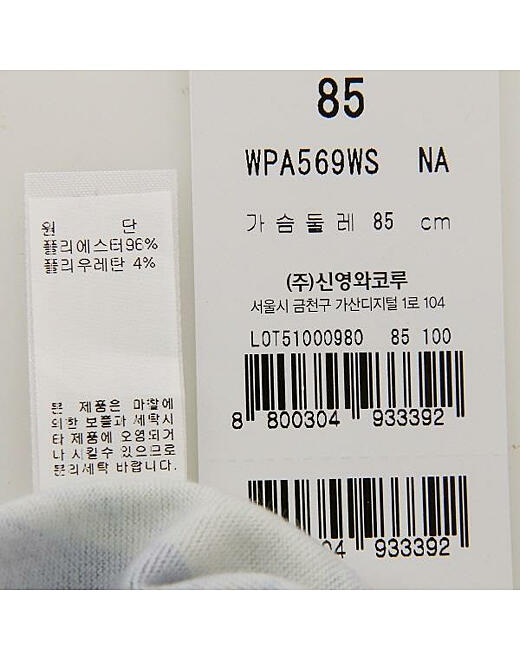 85
WPA569WS NA
가슴둘레 85 cm
(주)신영와코루
서울시 금천구 가산디지털 1로 104
LOT51000980 85 100
8 800304 933392
04 933392
원 단
폴리에스터96%
폴리우레탄 4%
본 제품은 마찰에
의한 보풀과 세탁시
타 제품에 오염되거
나 시킬수 있으므로
분리세탁 바랍니다.